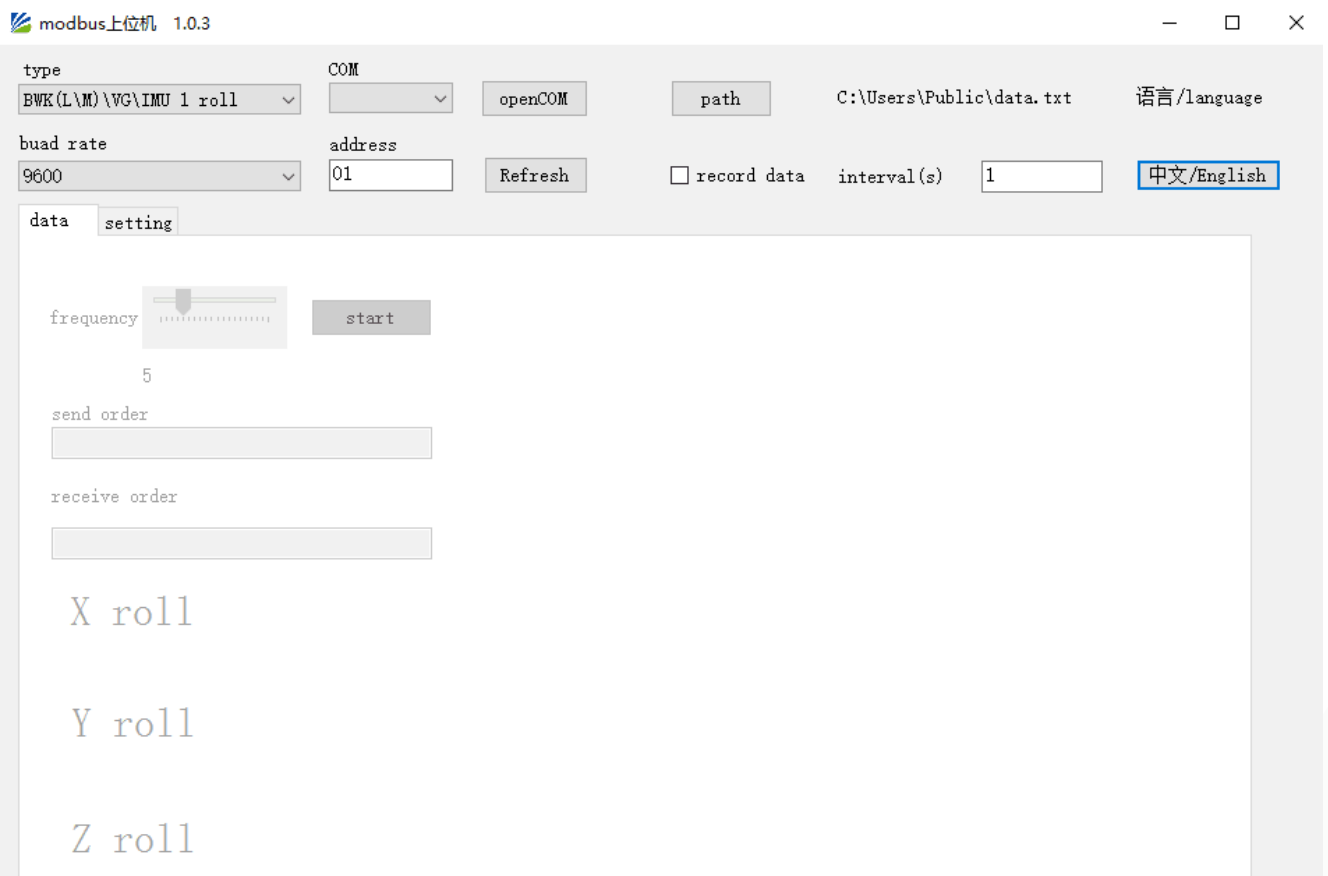 modbus上位机 1.0.3
type COM
BWK(L\M)\VG\IMU 1 roll openCOM path C:\Users\Public\data.txt 语言/language
buad rate address
9600 01 Refresh record data interval(s) 1 中文/English
data setting
frequency start
5
send order
receive order
X roll
Y roll
Z roll